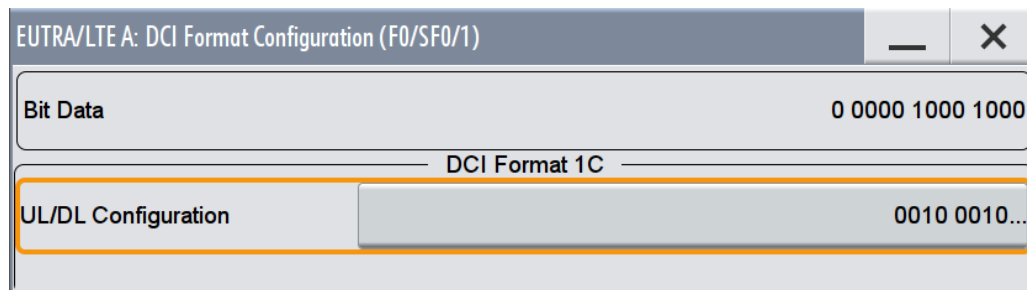 EUTRA/LTE A: DCI Format Configuration (F0/SF0/1)
Bit Data 0 0000 1000 1000
DCI Format 1C
UL/DL Configuration 0010 0010...